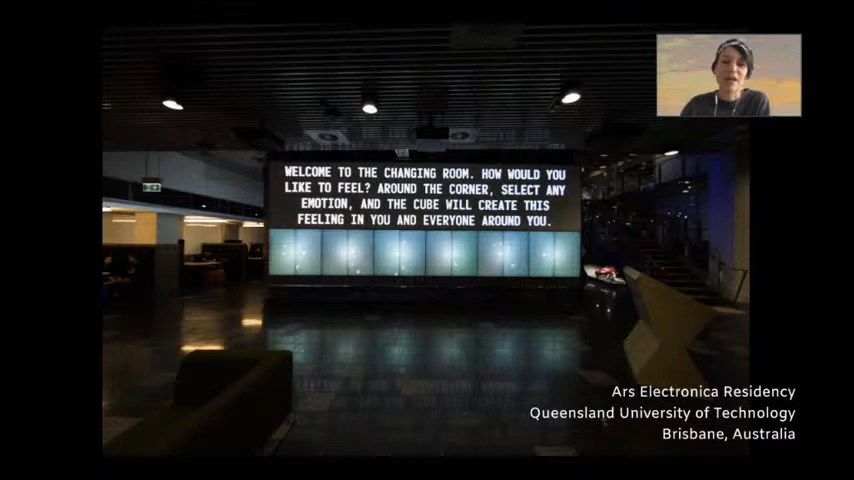 WELCOME TO THE CHANGING ROOM. HOW WOULD YOU
LIKE TO FEEL? AROUND THE CORNER, SELECT ANY
EMOTION, AND THE CUBE WILL CREATE THIS
FEELING IN YOU AND EVERYONE AROUND YOU.
Ars Electronica Residency
Queensland University of Technology
Brisbane, Australia